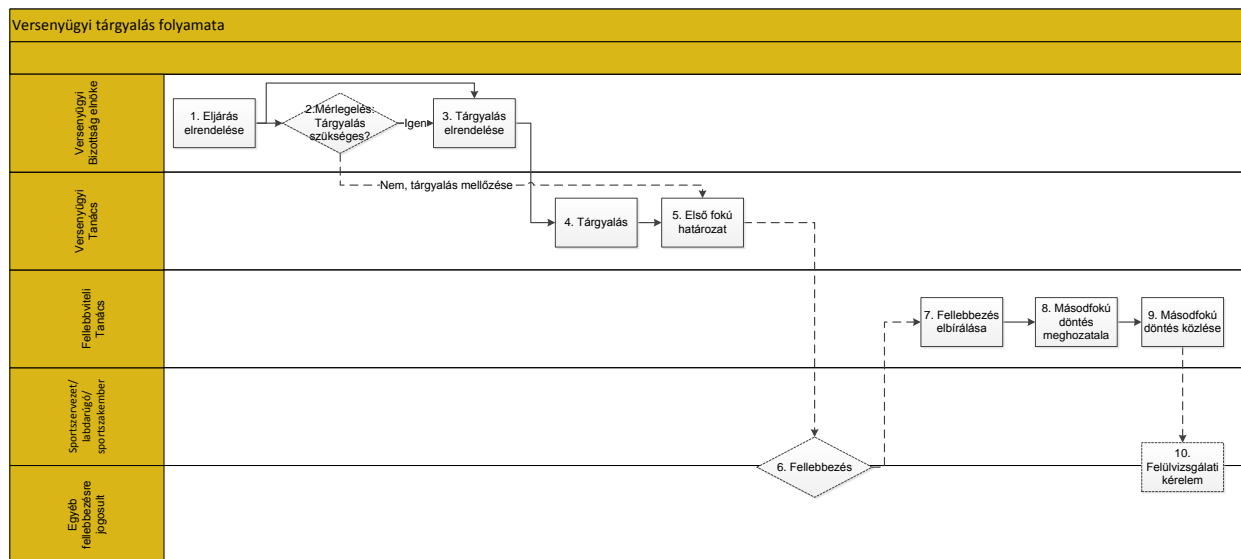 Versenyügyi tárgyalás folyamata
Versenyügyi
Bizottság elnöke
1. Eljárás
elrendelése
2.Mérlegelés:
Tárgyalás
szükséges?
Igen
3. Tárgyalás
elrendelése
Nem, tárgyalás mellőzése
Versenyügyi
Tanács
4. Tárgyalás
5. Első fokú
határozat
Fellebbviteli
Tanács
7. Fellebbezés
elbírálása
8. Másodfokú
döntés
meghozatala
9. Másodfokú
döntés közlése
Sportszervezet/
labdarúgó/
sportszakember
6. Fellebbezés
10.
Felülvizsgálati
kérelem
Egyéb
fellebbezésre
jogosult